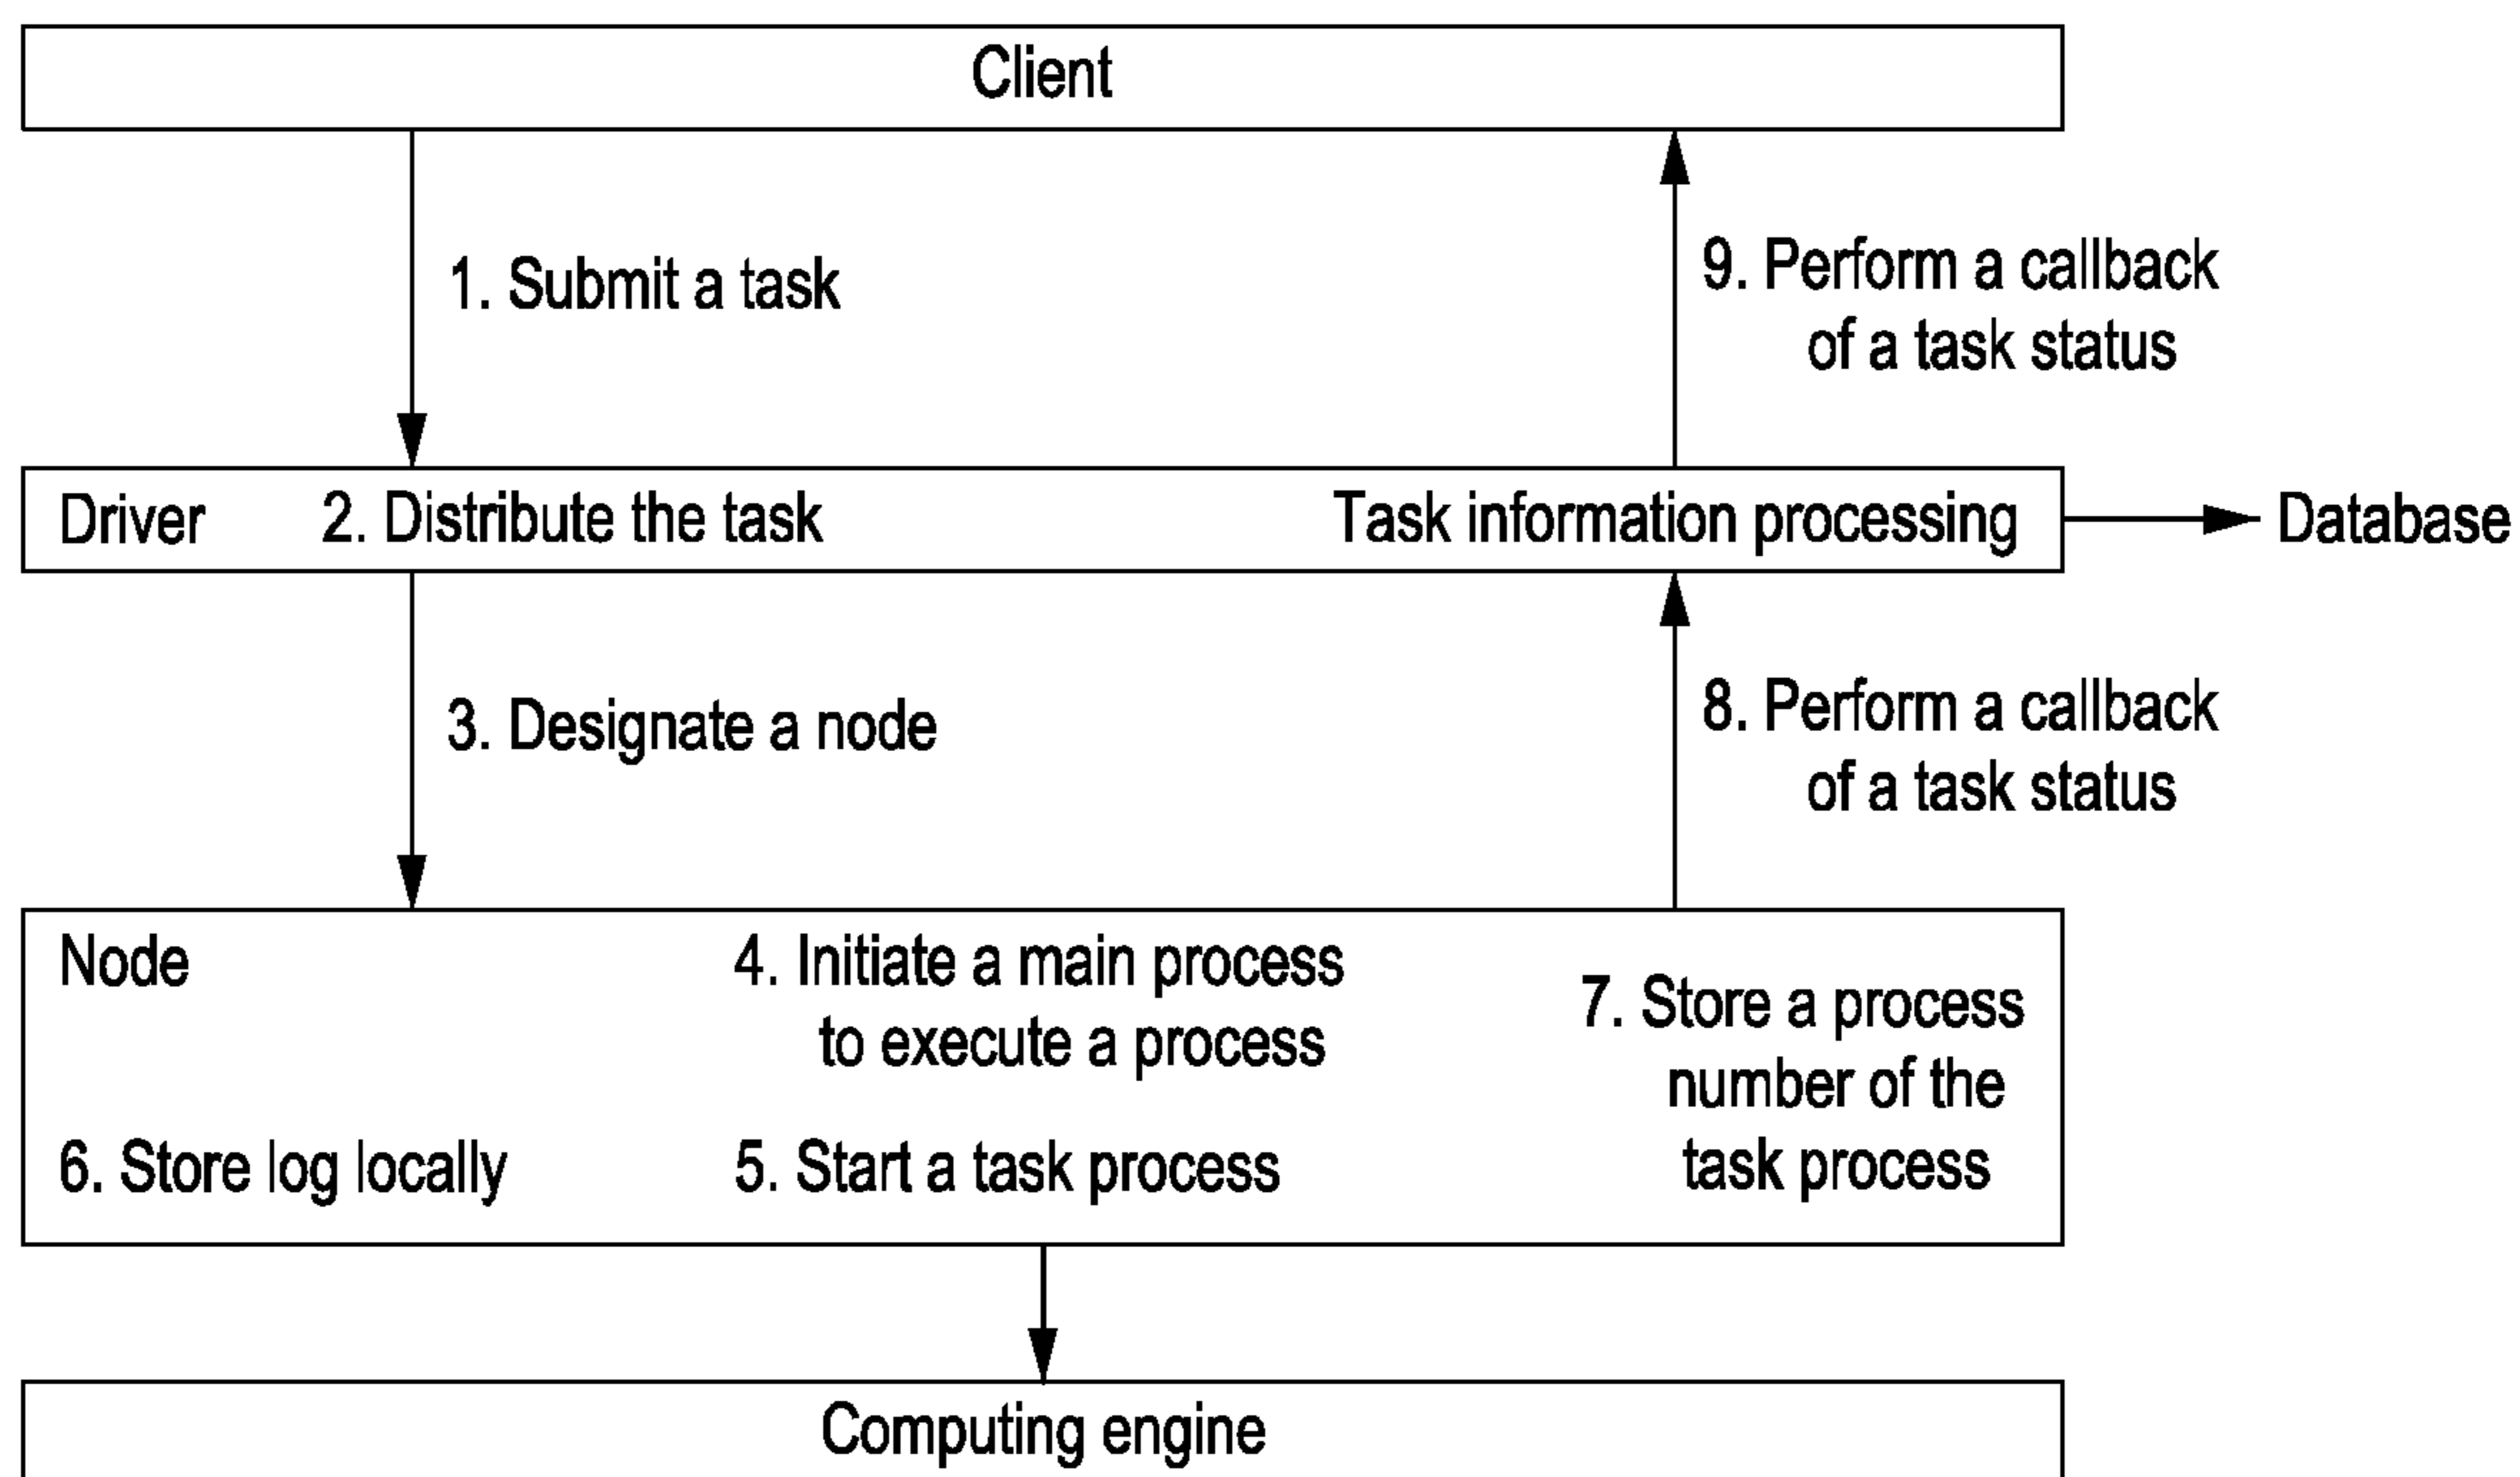 Client
1. Submit a task
9. Perform a callback
of a task status
Driver
2. Distribute the task
Task information processing
Database
3. Designate a node
8. Perform a callback
of a task status
Node
4. Initiate a main process
to execute a process
7. Store a process
number of the
task process
6. Store log locally
5. Start a task process
Computing engine